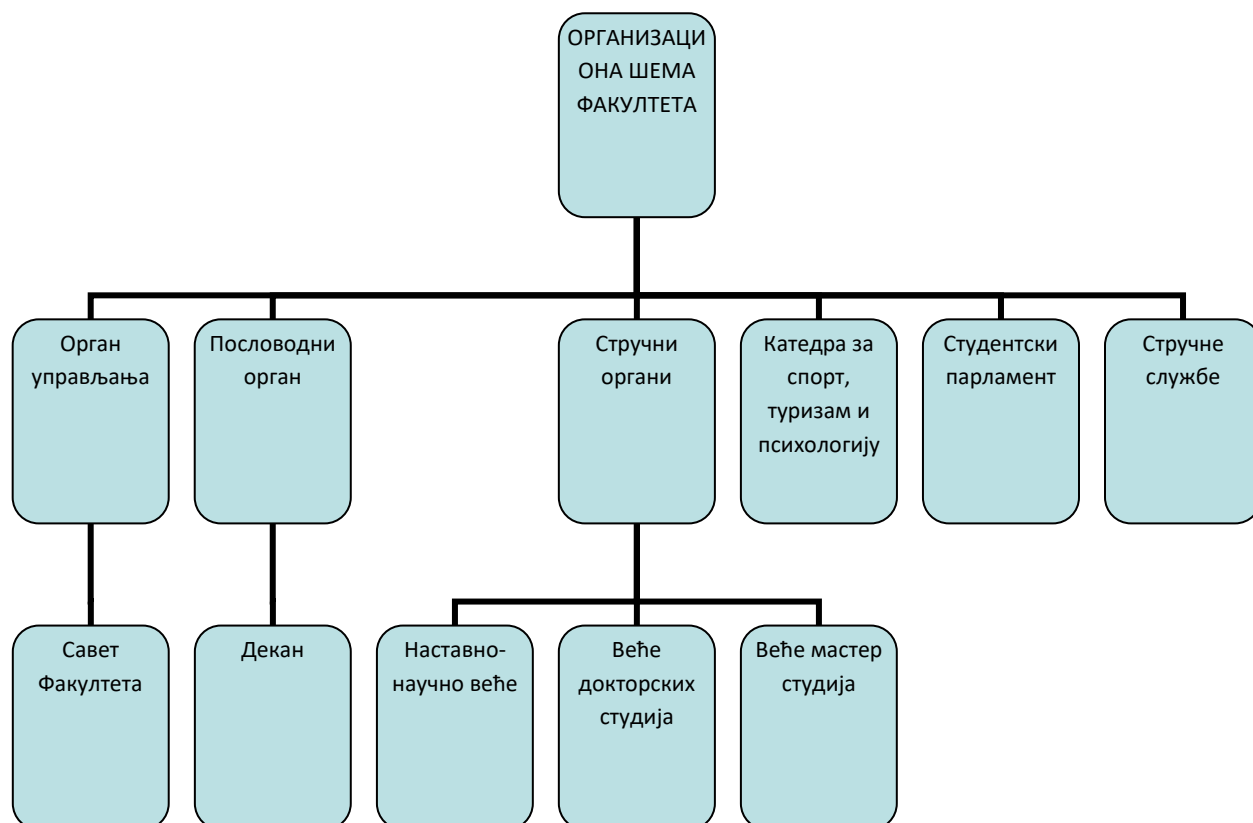 ОРГАНИЗАЦИ
ОНА ШЕМА
ФАКУЛТЕТА
Орган
управљања
Пословодни
орган
Стручни
органи
Катедра за
спорт,
туризам и
психологију
Студентски
парламент
Стручне
службе
Савет
Факултета
Декан
Наставно-
научно веће
Веће
докторских
студија
Веће мастер
студија